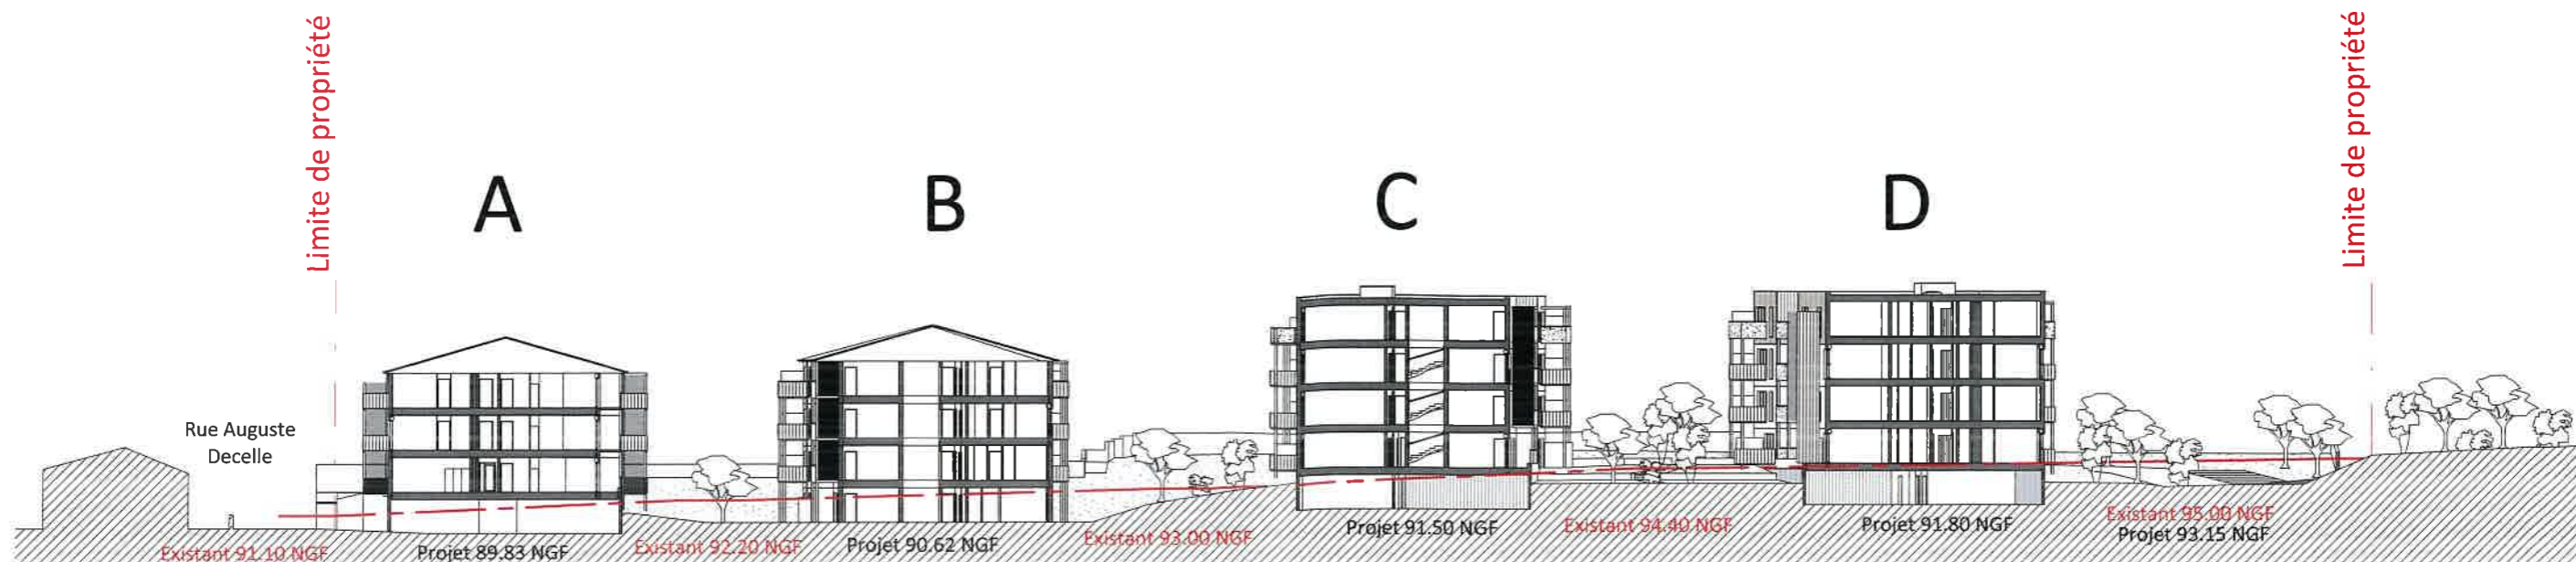 Limite de propriété
A
B
C
D
Limite de propriété
Rue Auguste
Decelle
Existant 91.10 NGF
Projet 89.83 NGF
Existant 92.20 NGF
Projet 90.62 NGF
Existant 93.00 NGF
Projet 91.50 NGF
Existant 94.40 NGF
Projet 91.80 NGF
Existant 95.00 NGF
Projet 93.15 NGF